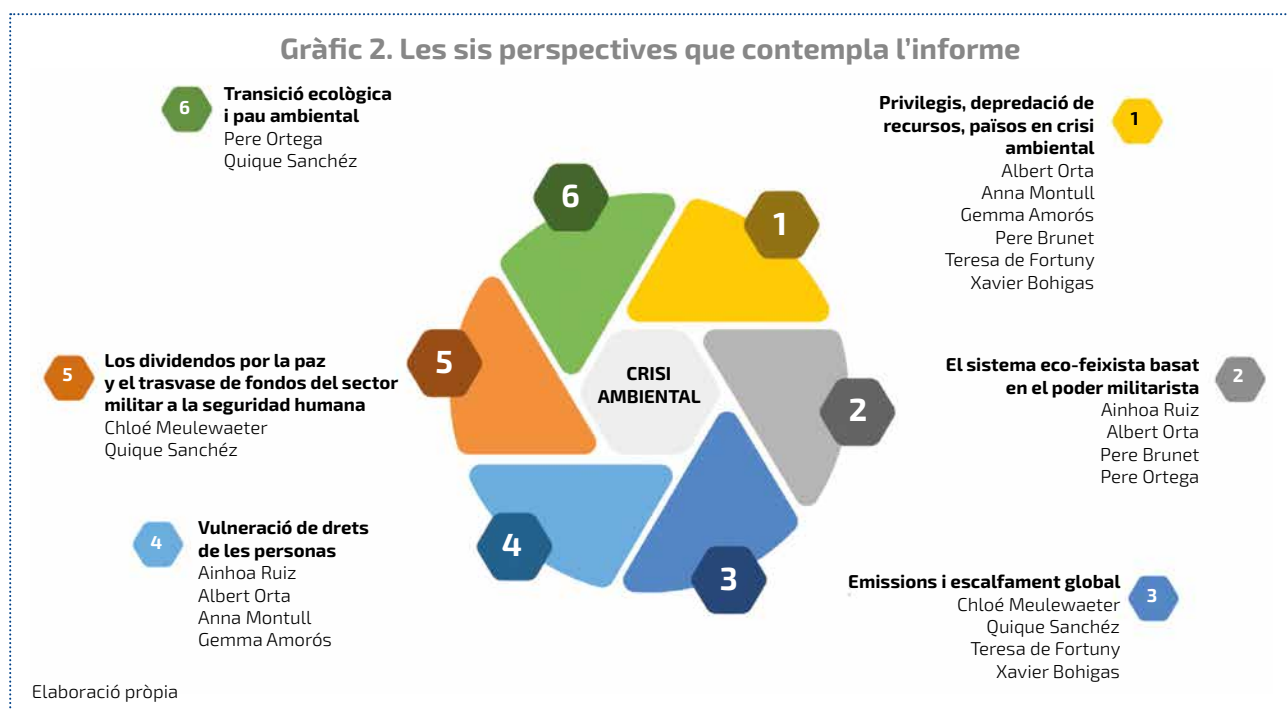 Gràfic 2. Les sis perspectives que contempla l'informe
6
Transició ecològica
i pau ambiental
Pere Ortega
Quique Sanchéz
1
Privilegis, depredació de
recursos, països en crisi
ambiental
Albert Orta
Anna Montull
Gemma Amorós
Pere Brunet
Teresa de Fortuny
Xavier Bohigas
6
1
5
2
4
3
CRISI
AMBIENTAL
5
Los dividendos por la paz
y el trasvase de fondos del sector
militar a la seguridad humana
Chloé Meulewaeter
Quique Sanchéz
2
El sistema eco-feixista basat
en el poder militarista
Ainhoa Ruiz
Albert Orta
Pere Brunet
Pere Ortega
4
Vulneració de drets
de les personas
Ainhoa Ruiz
Albert Orta
Anna Montull
Gemma Amorós
3
Emissions i escalfament global
Chloé Meulewaeter
Quique Sanchéz
Teresa de Fortuny
Xavier Bohigas
Elaboració pròpia